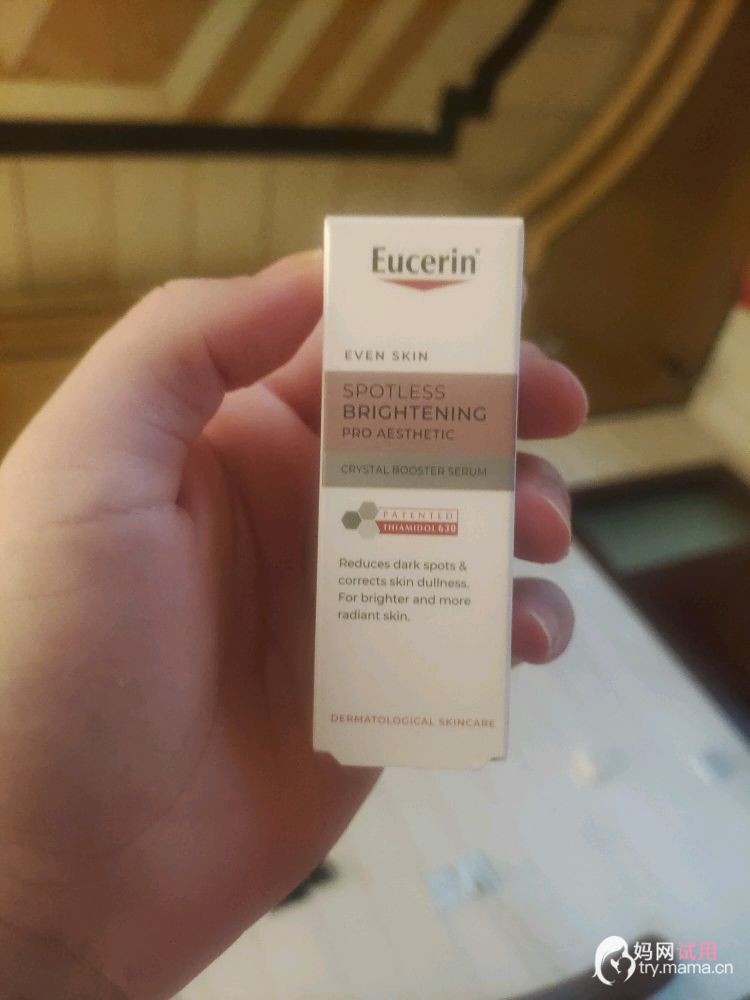 Eucerin®
EVEN SKIN
SPOTLESS
BRIGHTENING
PRO AESTHETIC
CRYSTAL BOOSTER SERUM
PATENTED
THIAMIDOL 630
Reduces dark spots &
corrects skin dullness.
For brighter and more
radiant skin.
DERMATOLOGICAL SKINCARE
妈网试用
try.mama.cn